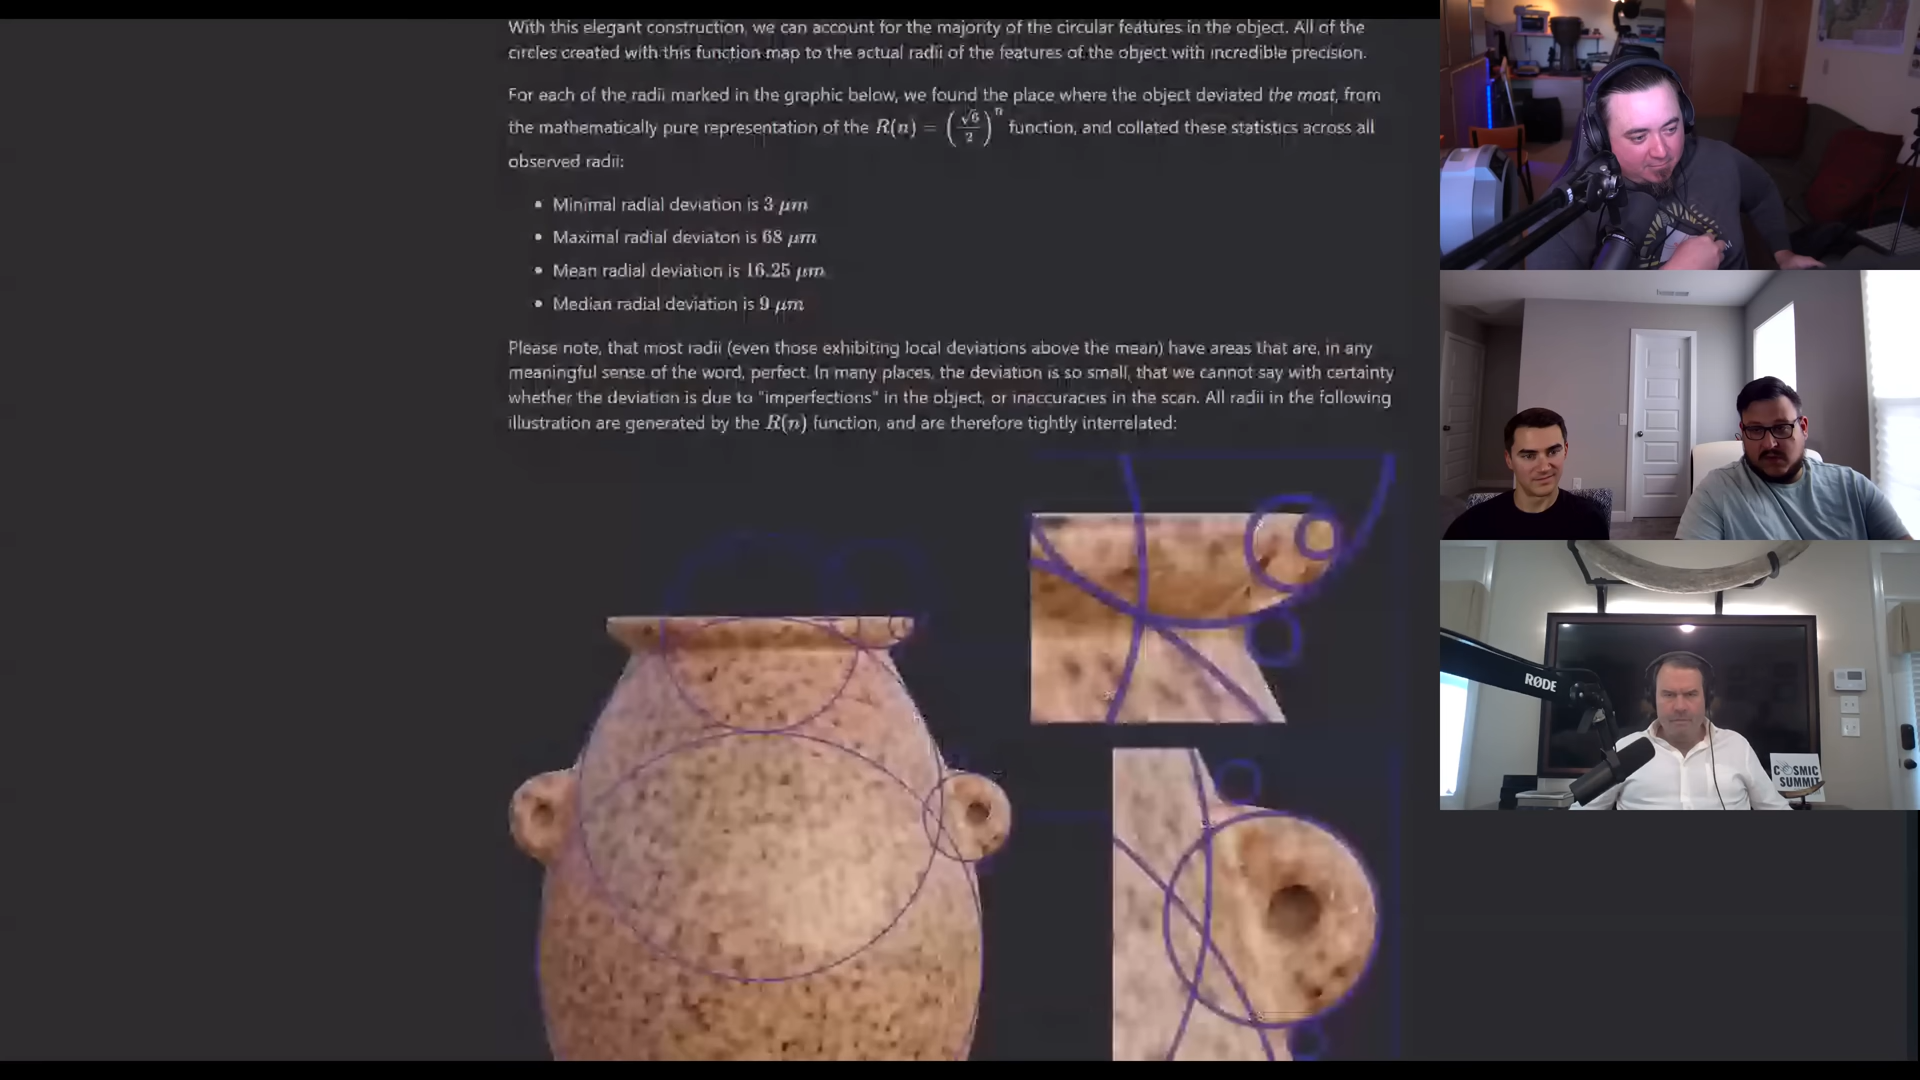 With this elegant construction, we can account for the majority of the circular features in the object. All of the
circles created with this function map to the actual radii of the features of the object with incredible precision.
For each of the radii marked in the graphic below, we found the place where the object deviated the most, from
the mathematically pure representation of the R(n) = (√6/2)^n function, and collated these statistics across all
observed radii:
• Minimal radial deviation is 3 μm
• Maximal radial deviaton is 68 μm
• Mean radial deviation is 16.25 μm
• Median radial deviation is 9 μm
Please note, that most radii (even those exhibiting local deviations above the mean) have areas that are, in any
meaningful sense of the word, perfect. In many places, the deviation is so small, that we cannot say with certainty
whether the deviation is due to "imperfections" in the object, or inaccuracies in the scan. All radii in the following
illustration are generated by the R(n) function, and are therefore tightly interrelated:
RØDE
COSMIC
SUMMIT